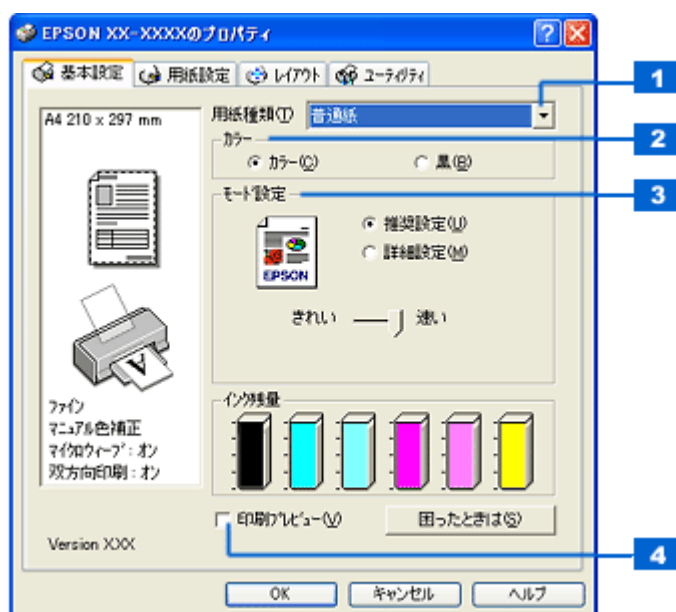 EPSON XX-XXXXのプロパティ
基本設定 用紙設定 レイアウト ユーティリティ
1
A4 210 x 297 mm
用紙種類(T) 普通紙
カラー
2
カラー(C) 黒(B)
モード設定
3
推奨設定(U)
詳細設定(M)
EPSON
きれい 速い
インク残量
ファイン
マニュアル色補正
マイクロウィーブ : オン
双方向印刷 : オン
印刷プレビュー(V) 困ったときは(S)
Version XXX
4
OK キャンセル ヘルプ